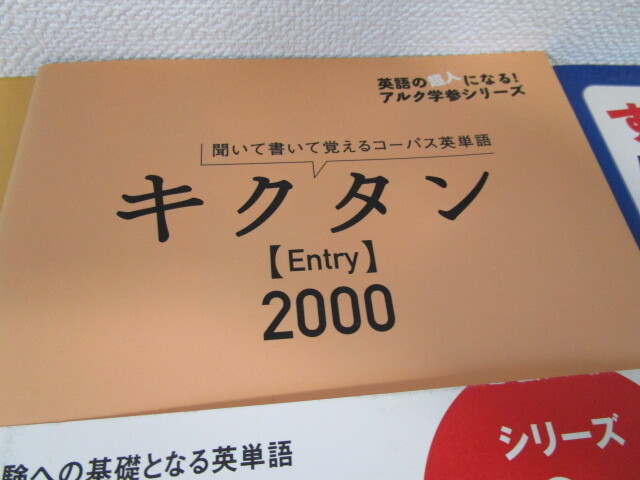 英語の超人になる!
アルク学参シリーズ
聞いて書いて覚えるコーパス英単語
キクタン
【Entry】
2000
験への基礎となる英単語
シリーズ